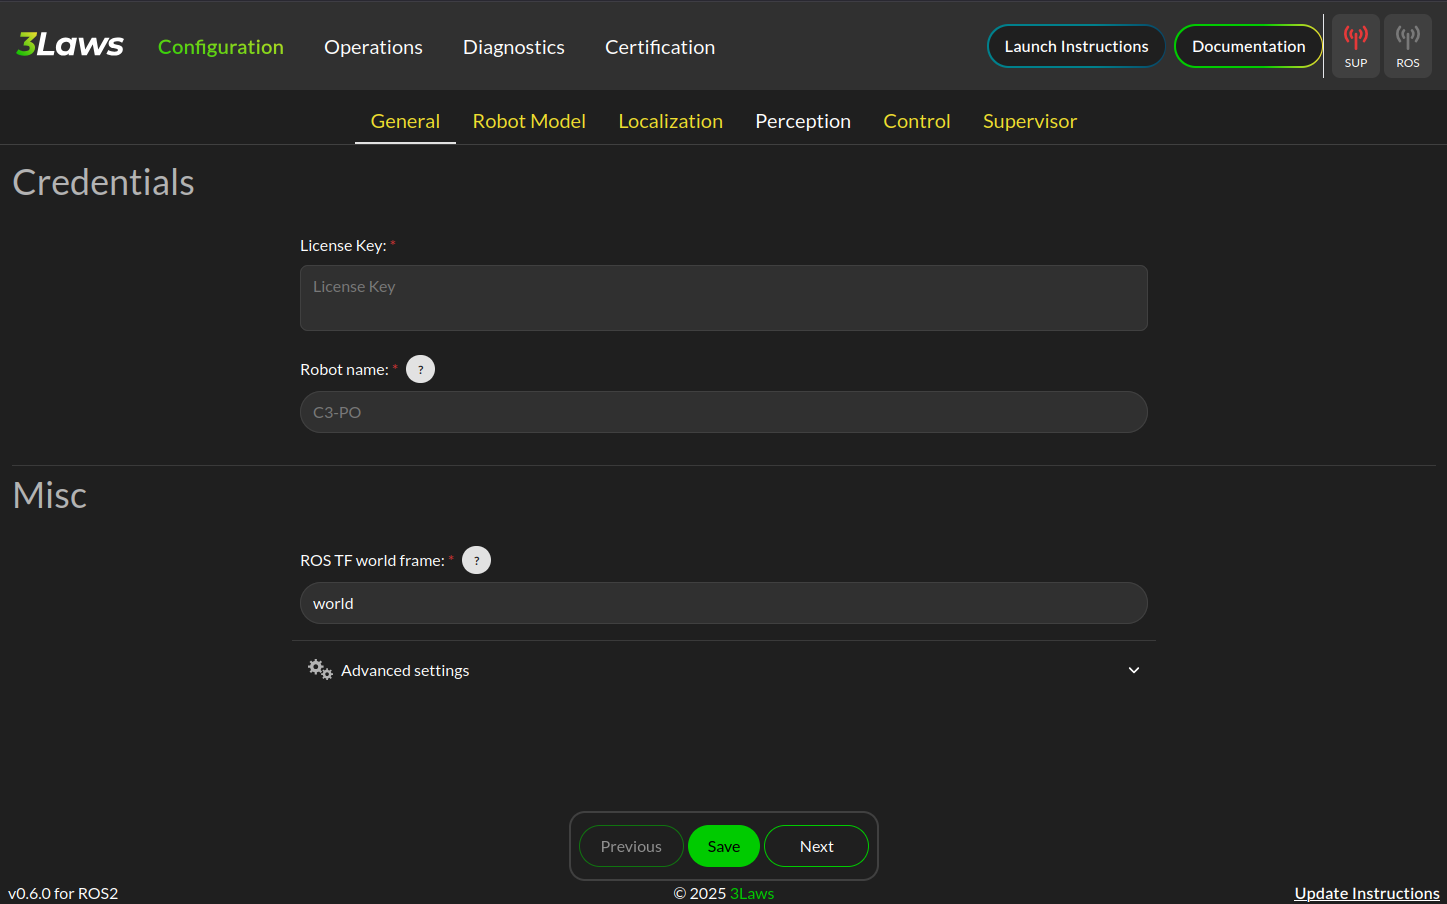 3Laws Configuration Operations Diagnostics Certification Launch Instructions Documentation SUP ROS
General Robot Model Localization Perception Control Supervisor
Credentials
License Key: *
License Key
Robot name: * ?
C3-PO
Misc
ROS TF world frame: * ?
world
Advanced settings
Previous Save Next
v0.6.0 for ROS2 © 2025 3Laws Update Instructions